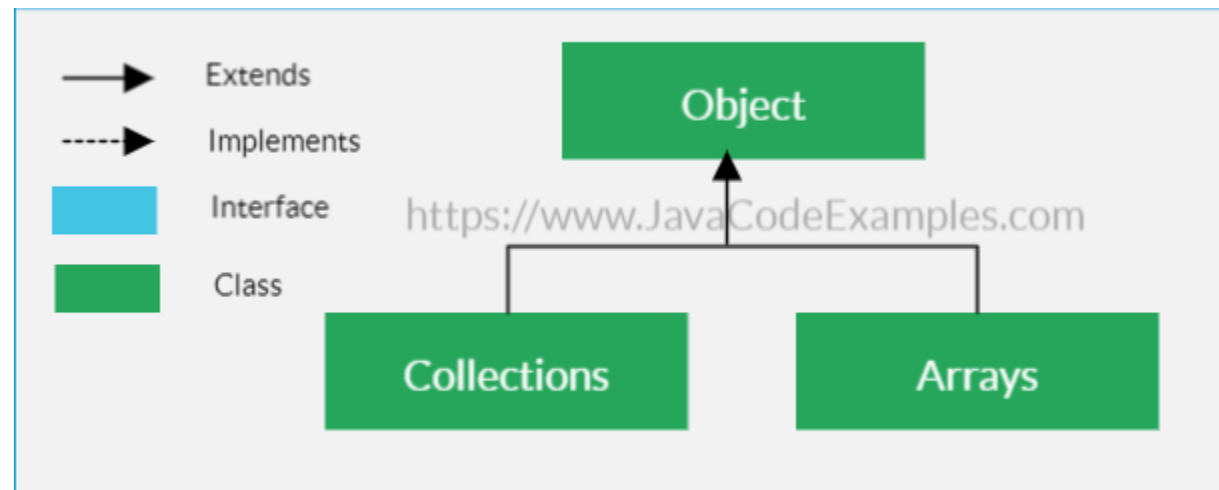 Extends
Implements
Interface
Class
Object
https://www.JavaCodeExamples.com
Collections
Arrays